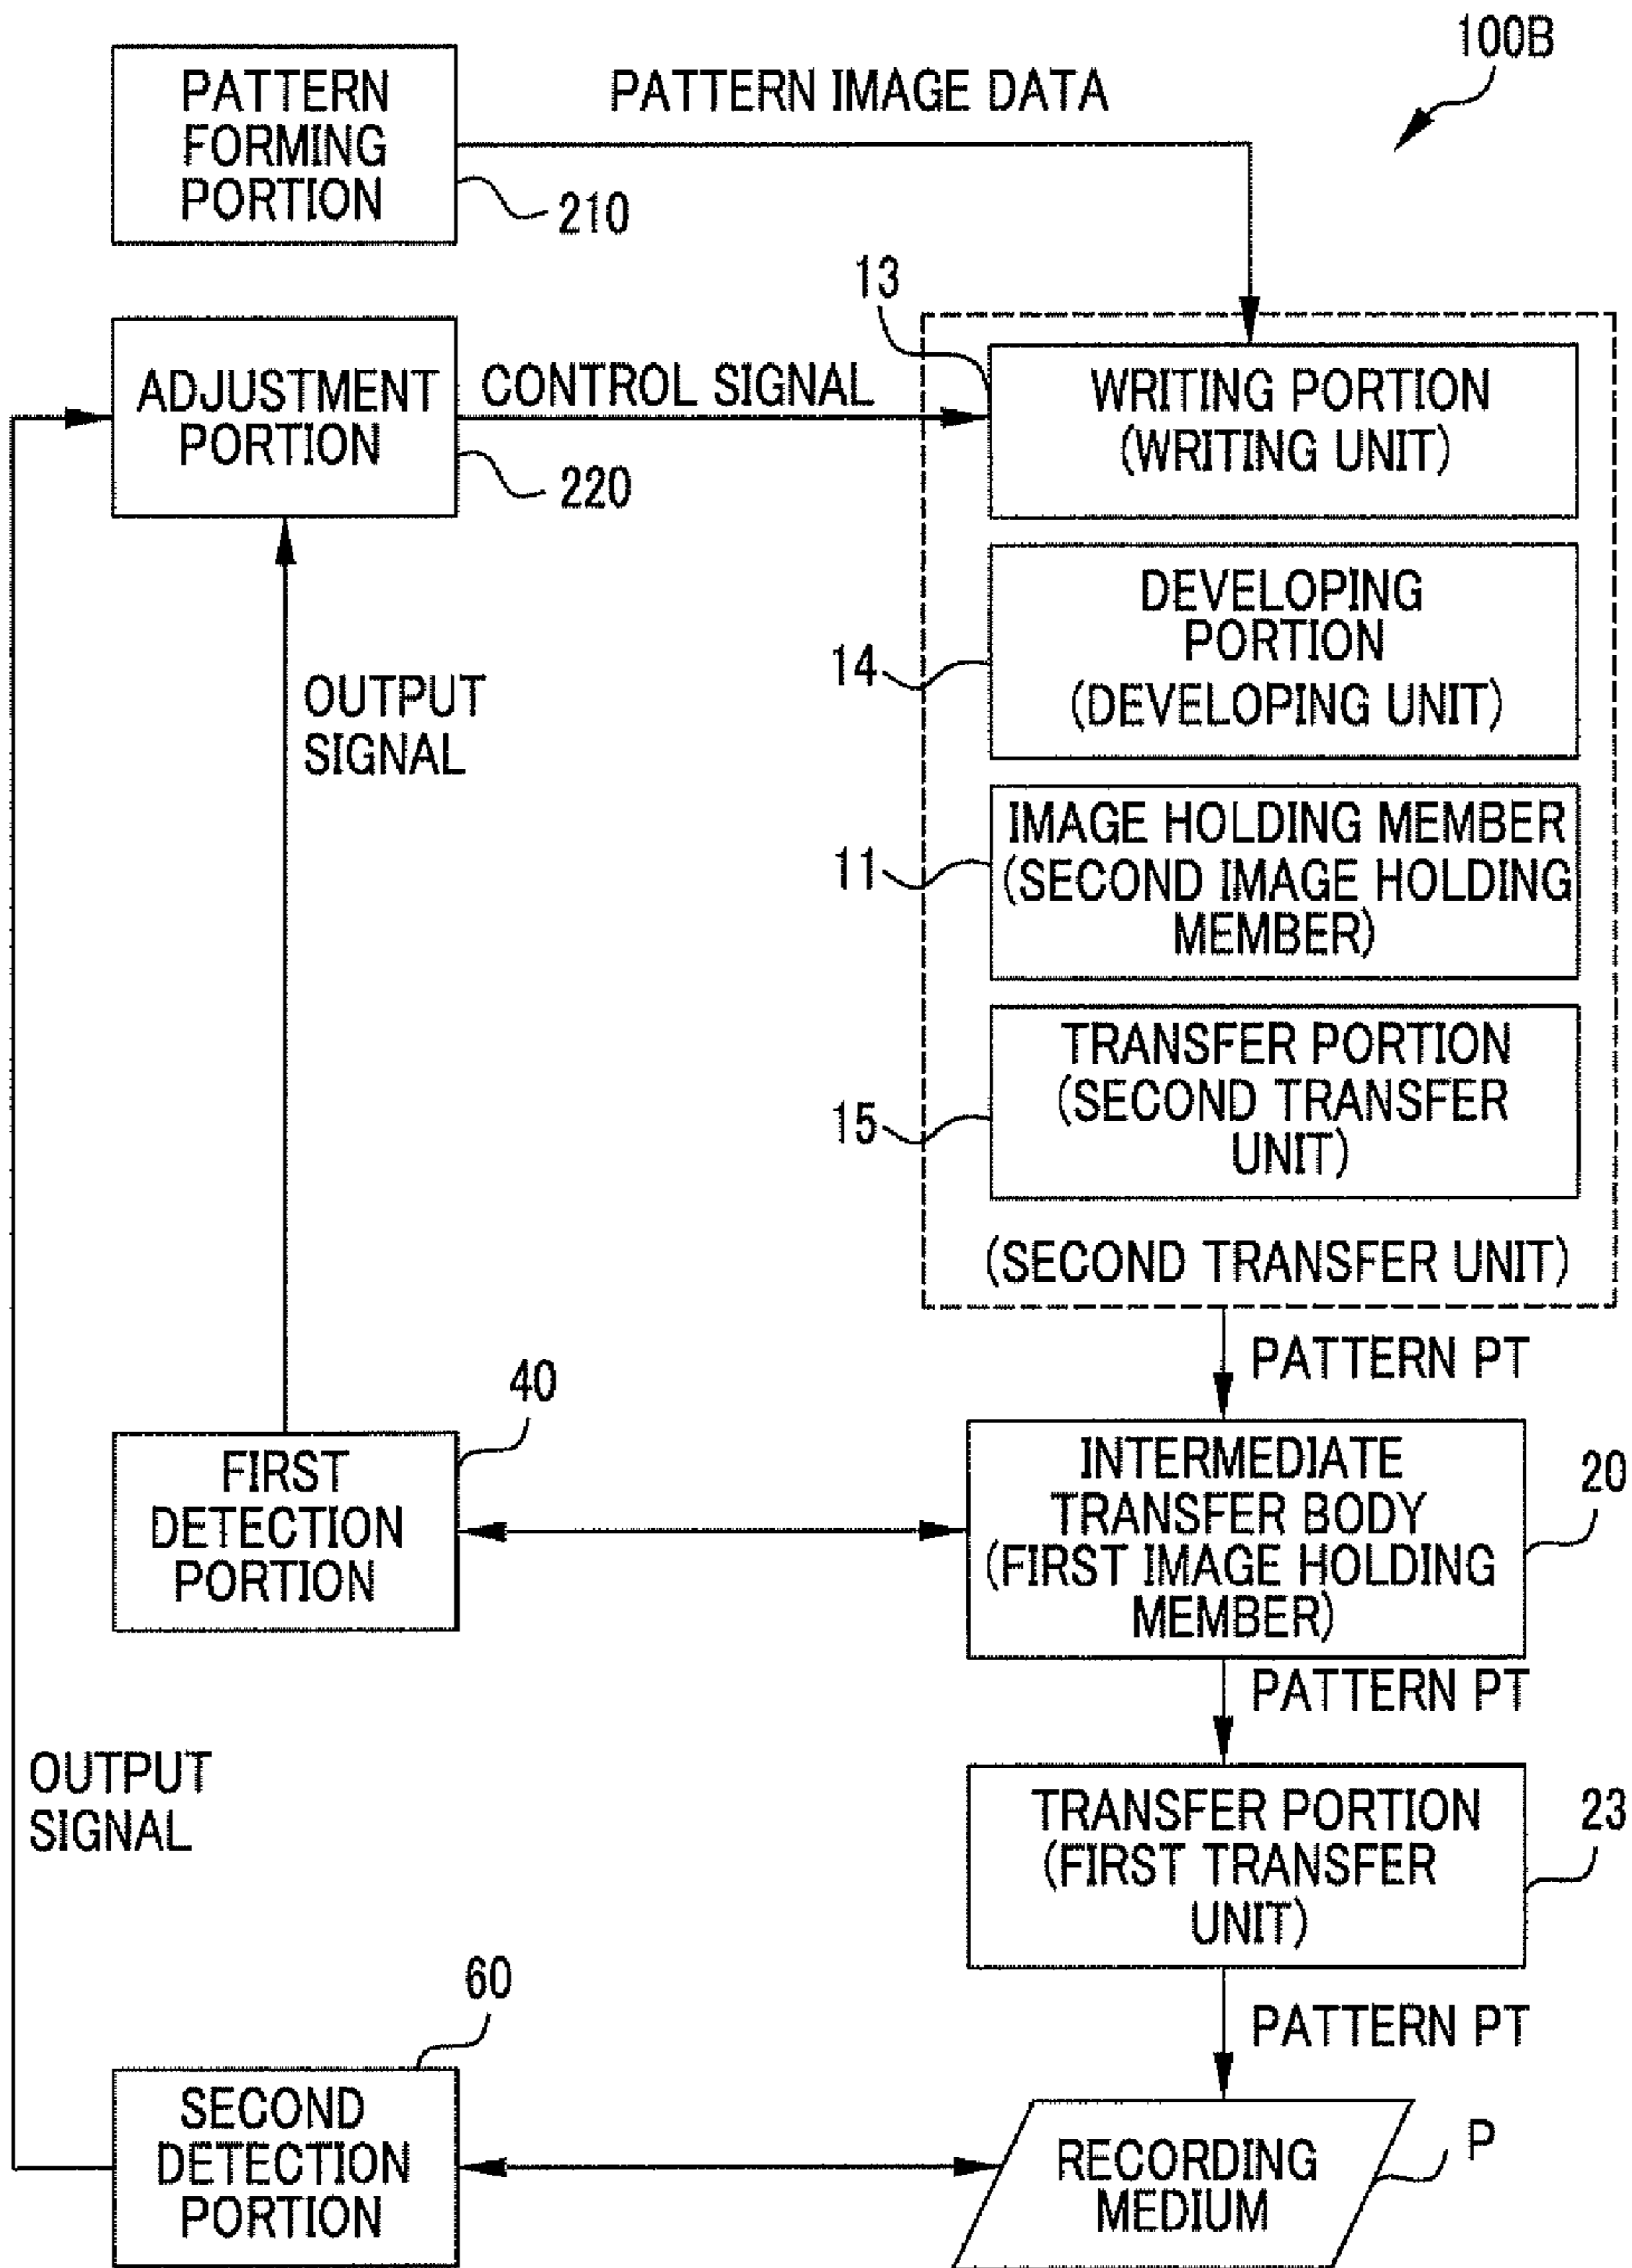 100B
PATTERN
FORMING
PORTION
210
PATTERN IMAGE DATA
ADJUSTMENT
PORTION
220
CONTROL SIGNAL
13
WRITING PORTION
(WRITING UNIT)
14
DEVELOPING
PORTION
(DEVELOPING UNIT)
11
IMAGE HOLDING MEMBER
(SECOND IMAGE HOLDING
MEMBER)
15
TRANSFER PORTION
(SECOND TRANSFER
UNIT)
(SECOND TRANSFER UNIT)
OUTPUT
SIGNAL
PATTERN PT
40
FIRST
DETECTION
PORTION
INTERMEDIATE
TRANSFER BODY
(FIRST IMAGE HOLDING
MEMBER)
20
PATTERN PT
OUTPUT
SIGNAL
TRANSFER PORTION
(FIRST TRANSFER
UNIT)
23
PATTERN PT
60
SECOND
DETECTION
PORTION
RECORDING
MEDIUM
P